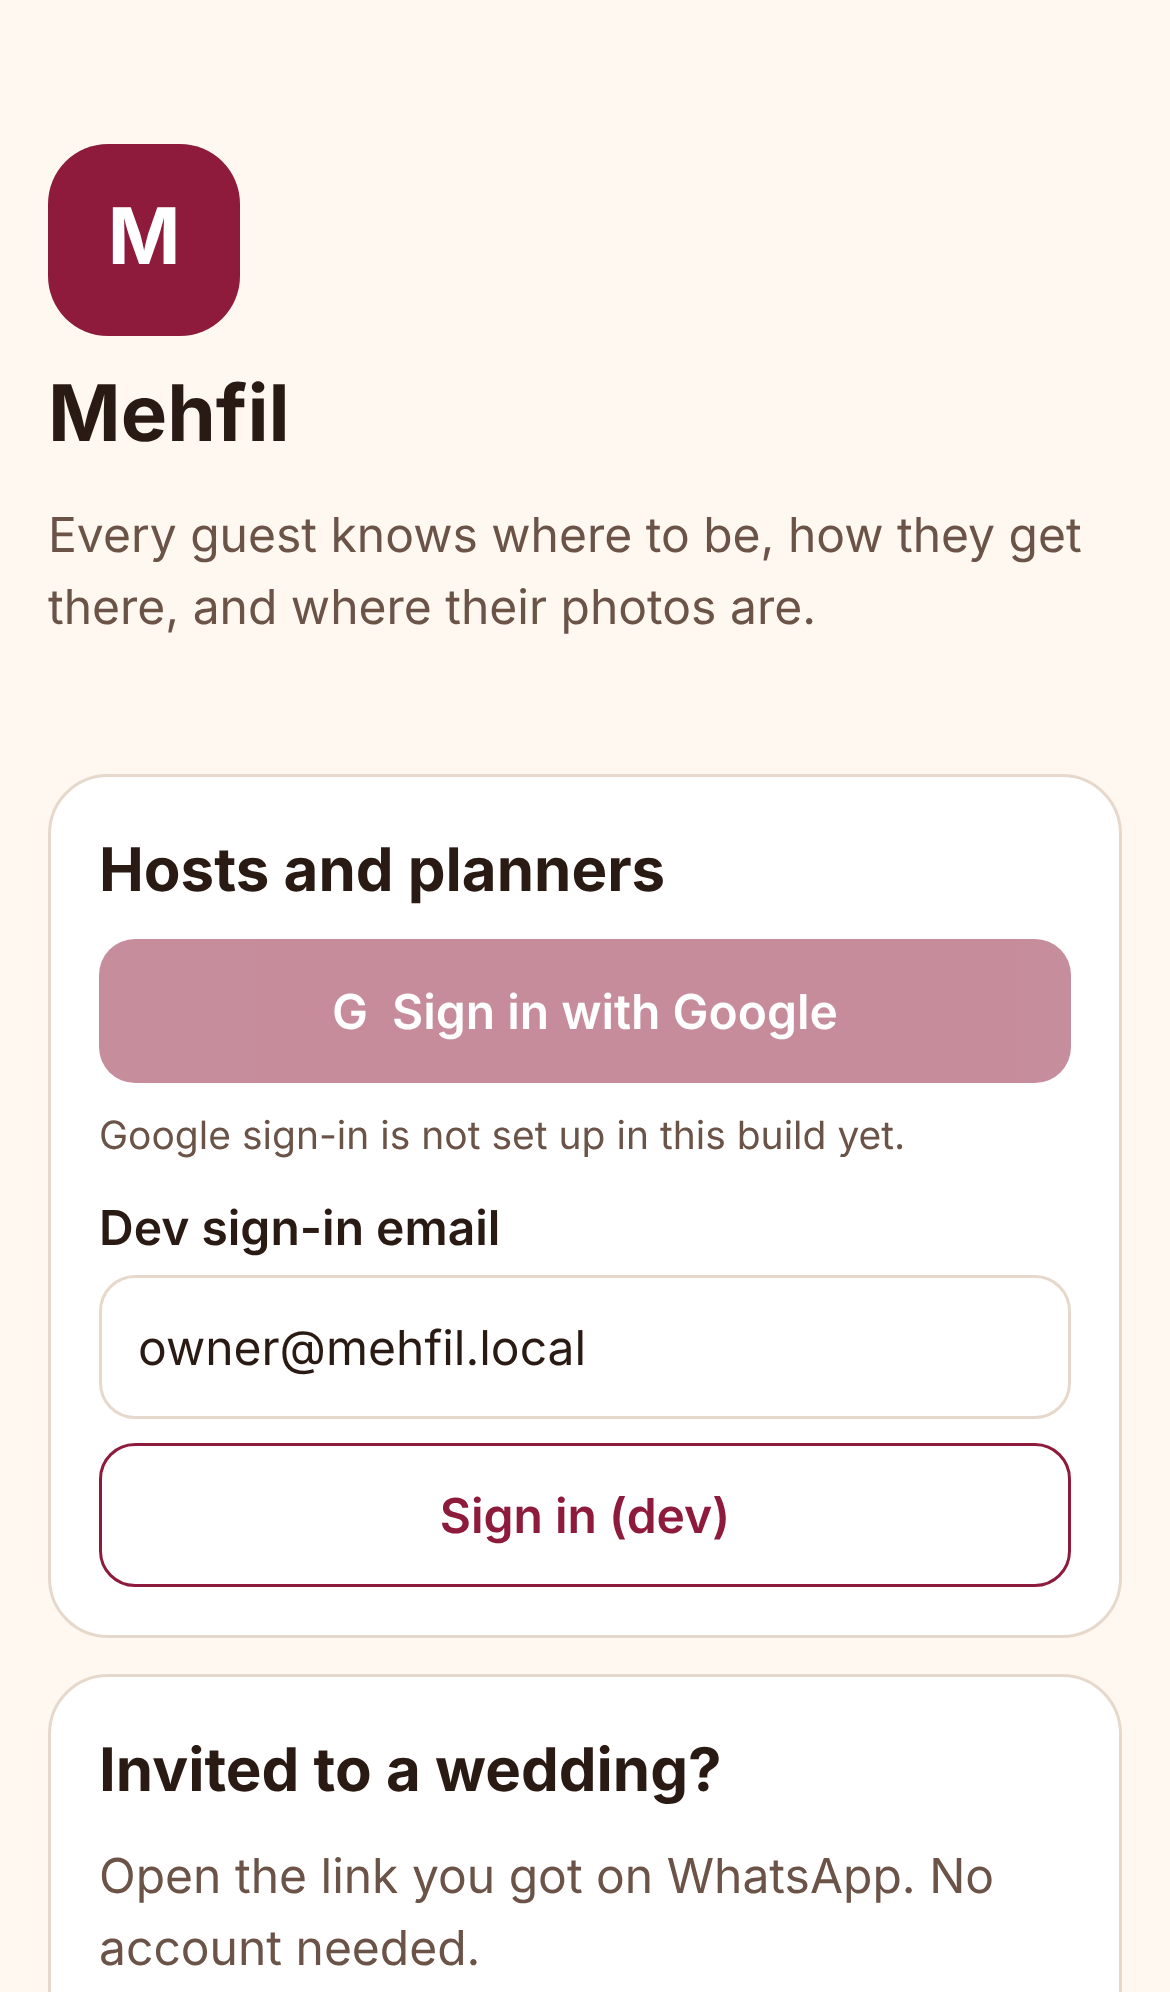 M
Mehfil
Every guest knows where to be, how they get
there, and where their photos are.
Hosts and planners
G Sign in with Google
Google sign-in is not set up in this build yet.
Dev sign-in email
owner@mehfil.local
Sign in (dev)
Invited to a wedding?
Open the link you got on WhatsApp. No
account needed.